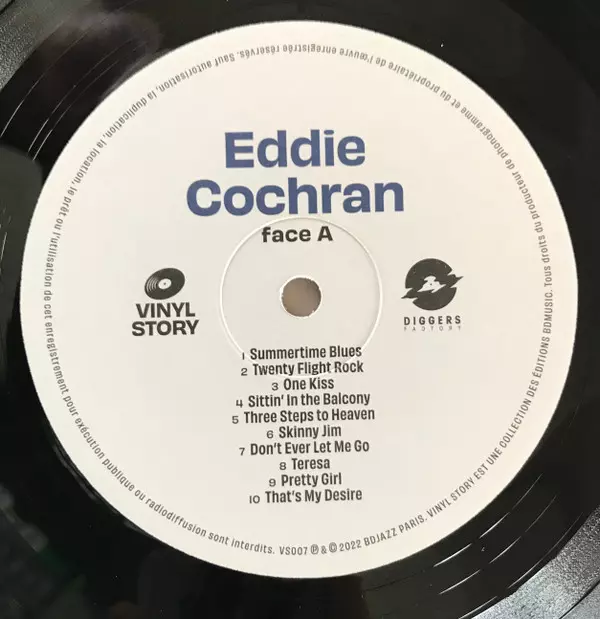 Eddie
Cochran
face A
VINYL
STORY
DIGGERS
FACTORY
1 Summertime Blues
2 Twenty Flight Rock
3 One Kiss
4 Sittin' In the Balcony
5 Three Steps to Heaven
6 Skinny Jim
7 Don't Ever Let Me Go
8 Teresa
9 Pretty Girl
10 That's My Desire
VS007 ℗ & © 2022 BDJAZZ PARIS. VINYL STORY EST UNE COLLECTION DES ÉDITIONS BDMUSIC. Tous droits du producteur de phonogramme et du propriétaire de l'œuvre enregistrée réservés. Sauf autorisation, la duplication, la location, le prêt ou l'utilisation de cet enregistrement pour exécution publique ou radiodiffusion sont interdits.